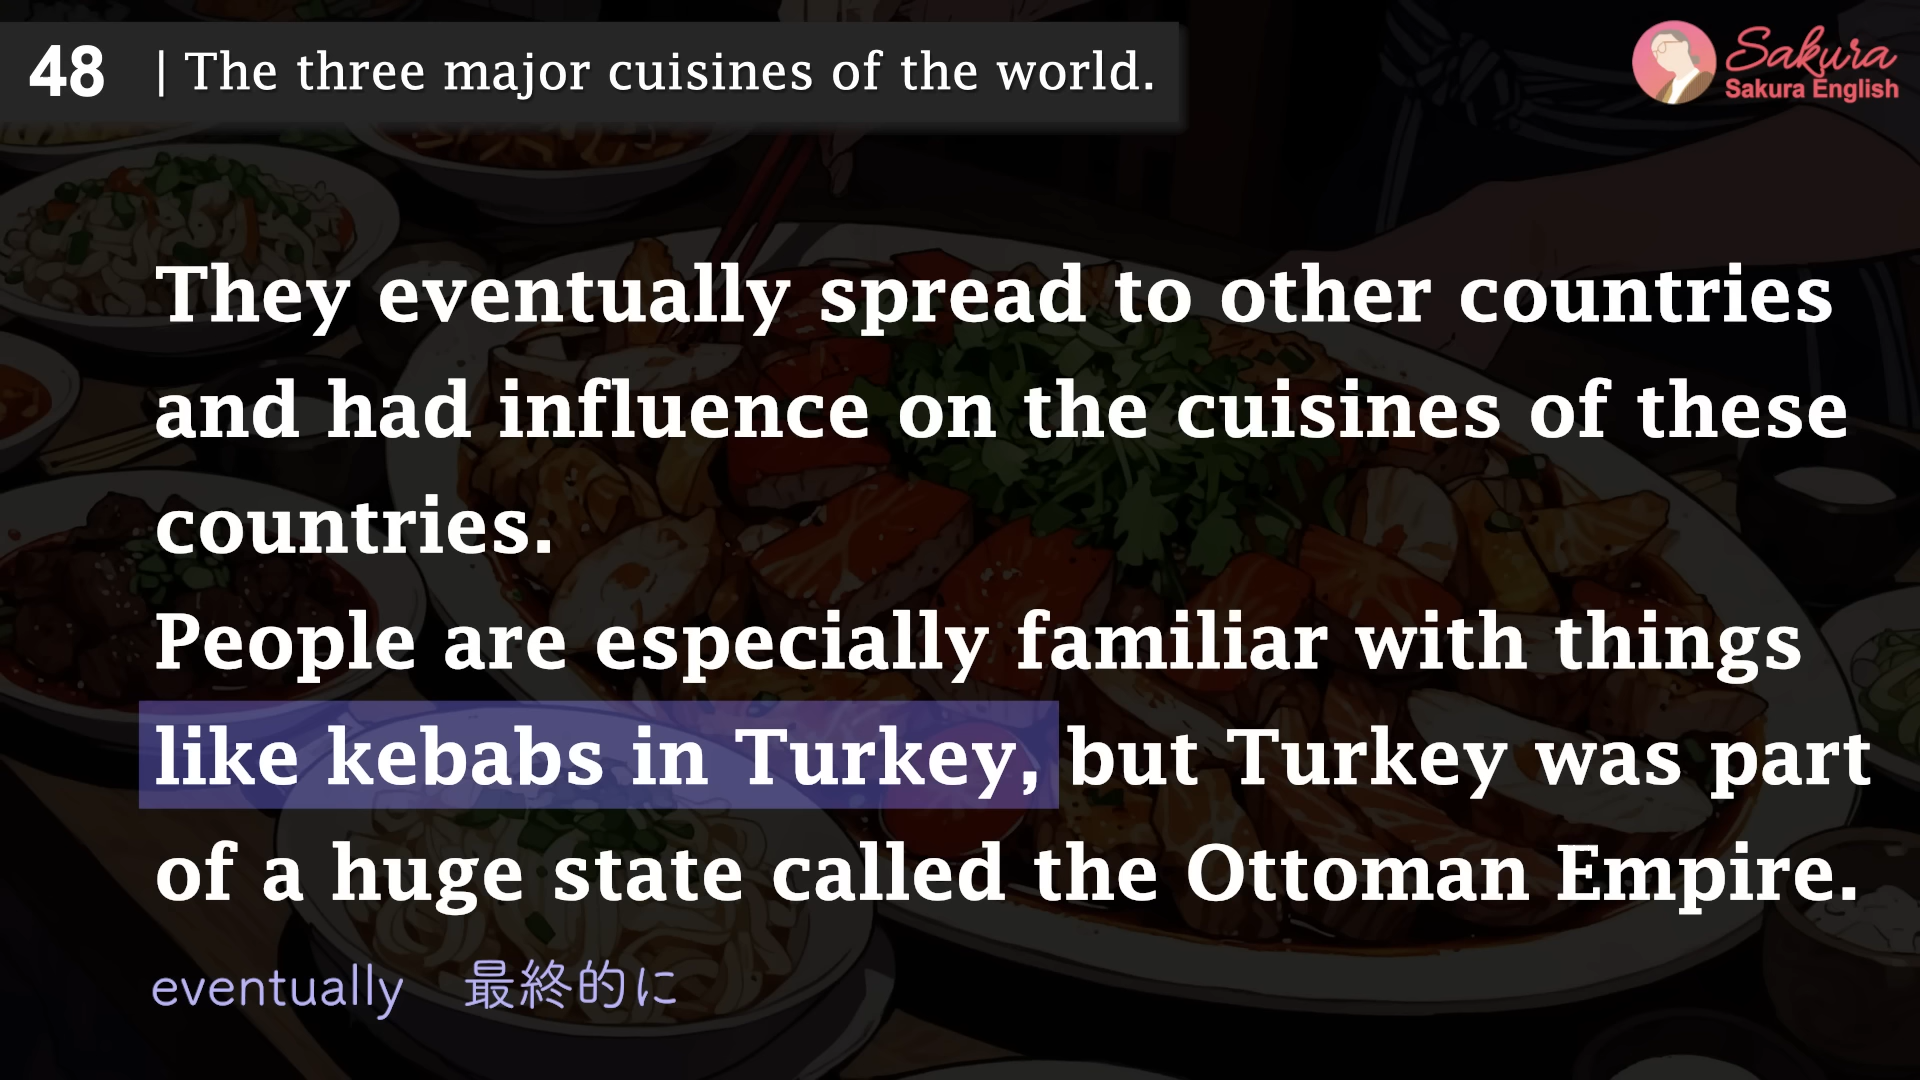 48 | The three major cuisines of the world.
Sakura
Sakura English
They eventually spread to other countries
and had influence on the cuisines of these
countries.
People are especially familiar with things
like kebabs in Turkey, but Turkey was part
of a huge state called the Ottoman Empire.
eventually 最終的に